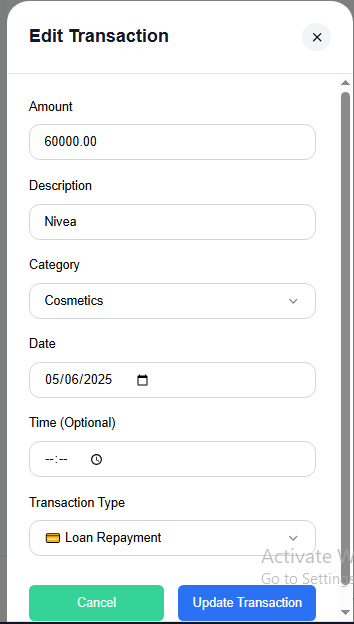 Edit Transaction
Amount
60000.00
Description
Nivea
Category
Cosmetics
Date
05/06/2025
Time (Optional)
--:--
Transaction Type
Loan Repayment
Activate W
Go to Settings
Cancel
Update Transaction